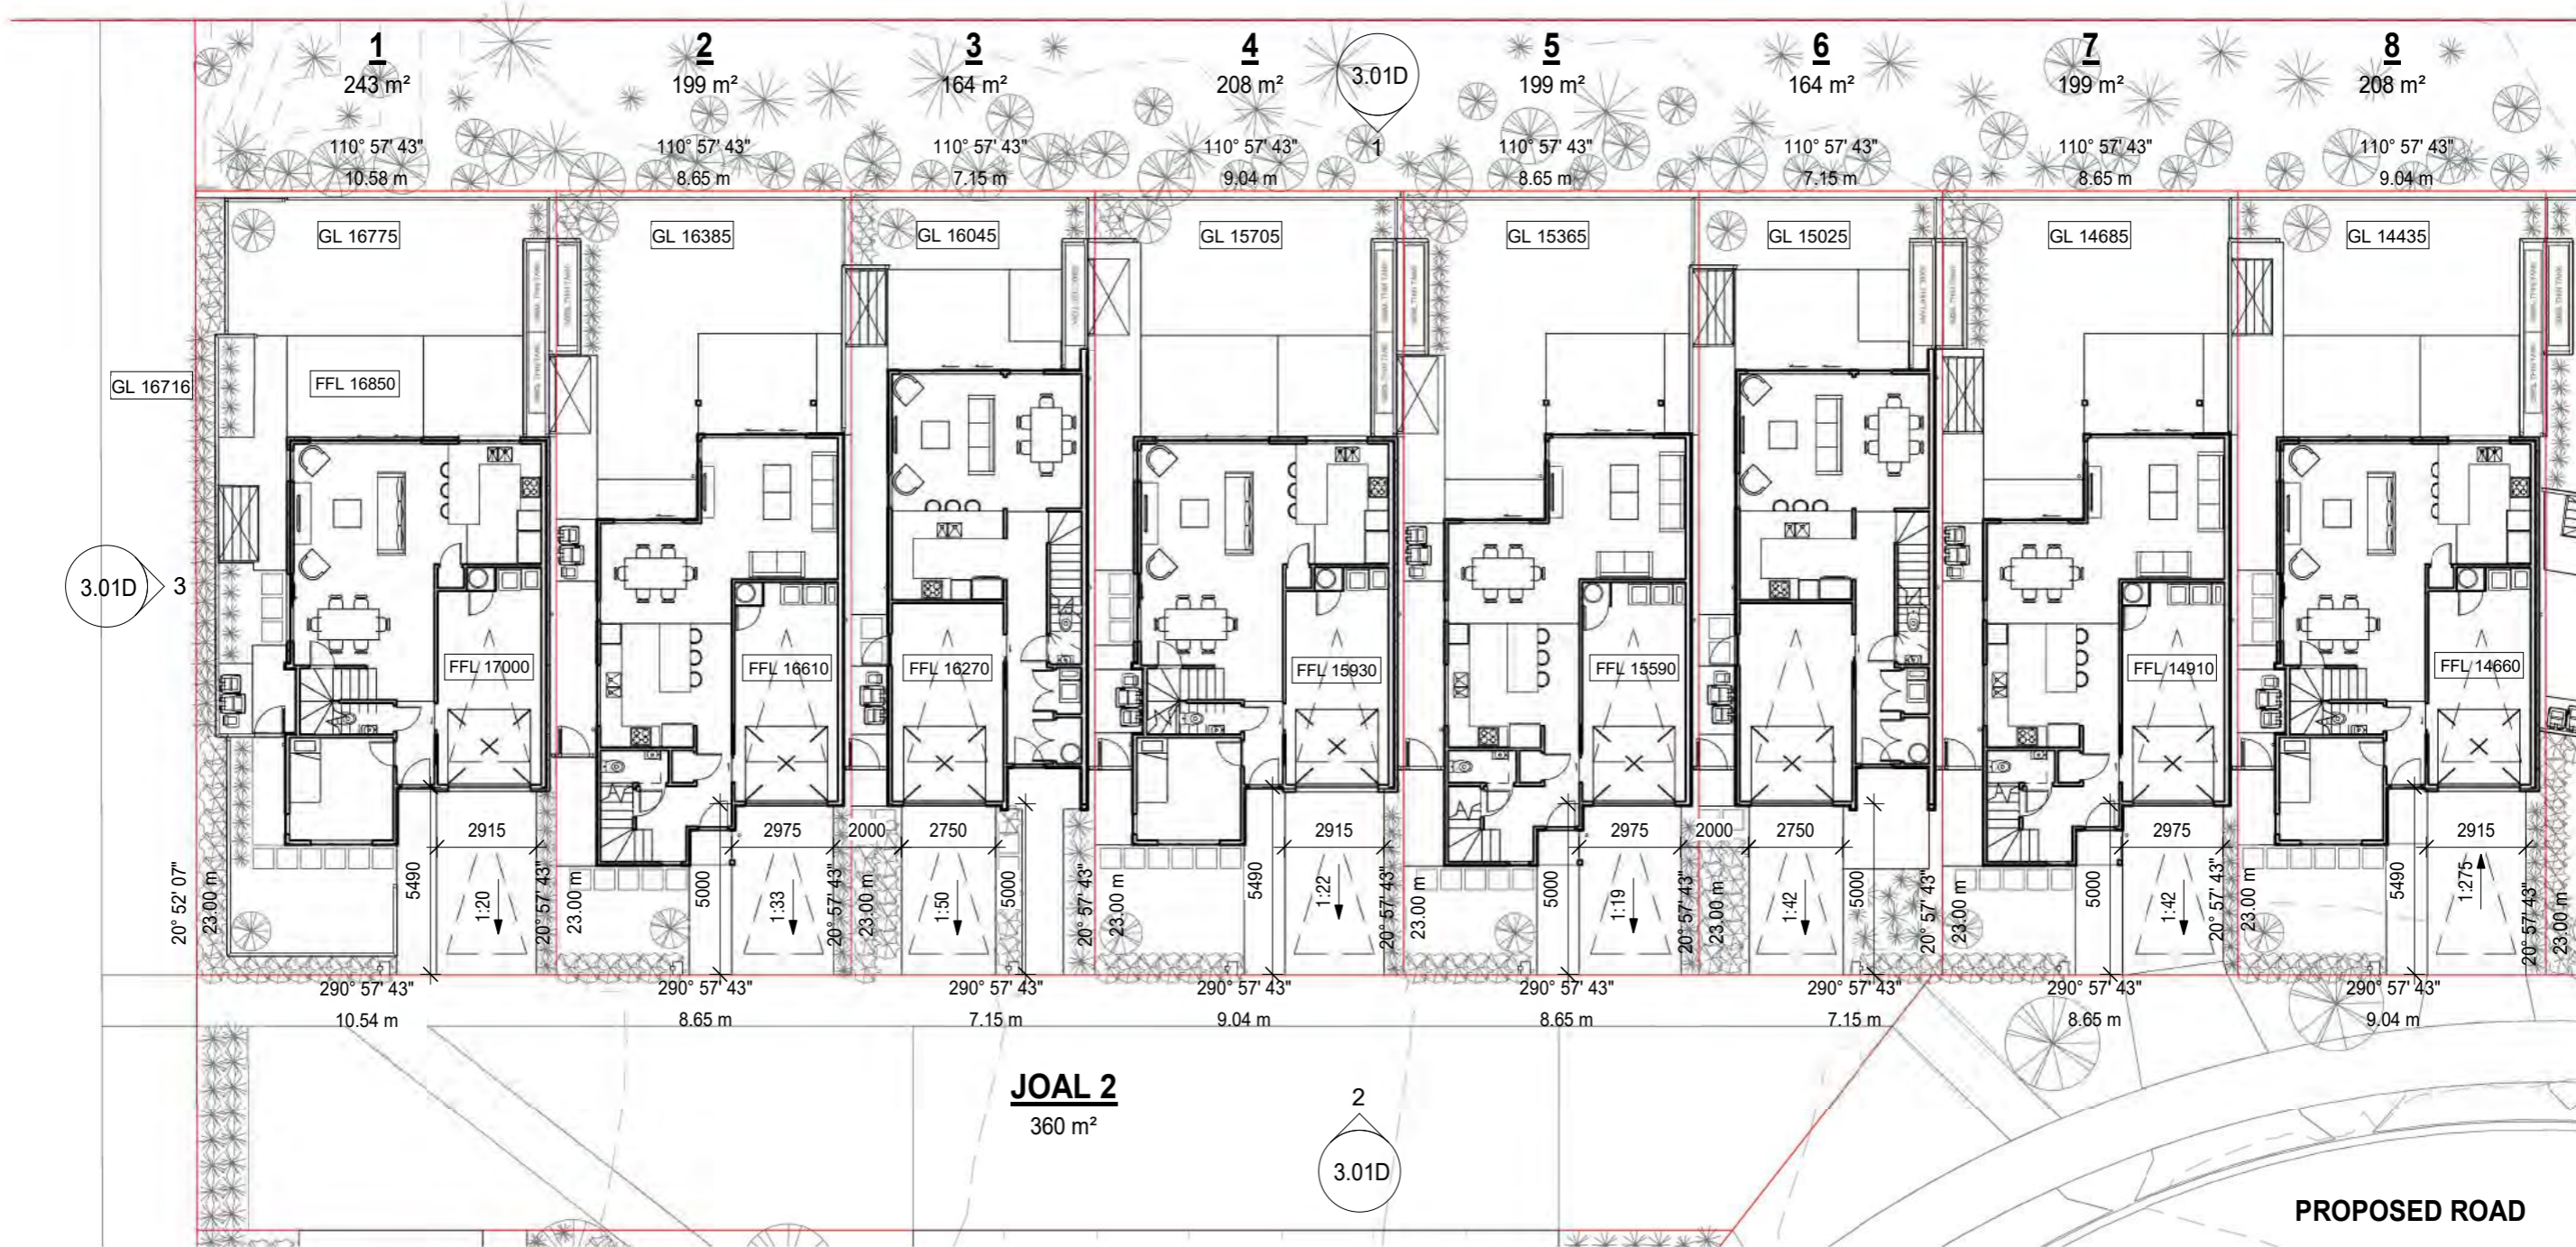 1
243 m²
110° 57' 43"
10.58 m
2
199 m²
110° 57' 43"
8.65 m
3
164 m²
110° 57' 43"
7.15 m
4
208 m²
110° 57' 43"
9.04 m
3.01D
1
5
199 m²
110° 57' 43"
8.65 m
6
164 m²
110° 57' 43"
7.15 m
7
199 m²
110° 57' 43"
8.65 m
8
208 m²
110° 57' 43"
9.04 m
GL 16775
GL 16385
GL 16045
GL 15705
GL 15365
GL 15025
GL 14685
GL 14435
GL 16716
FFL 16850
3.01D
3
FFL 17000
FFL 16610
FFL 16270
FFL 15930
FFL 15590
FFL 14910
FFL 14660
2915
2975
2000
2750
2915
2975
2000
2750
2975
2915
20° 52' 07"
23.00 m
5490
1:20
20° 57' 43"
23.00 m
5000
1:33
20° 57' 43"
23.00 m
1:50
5000
20° 57' 43"
23.00 m
5490
1:22
20° 57' 43"
23.00 m
5000
1:19
20° 57' 43"
23.00 m
1:42
5000
20° 57' 43"
23.00 m
5000
1:42
20° 57' 43"
23.00 m
5490
1:275
20° 57' 43"
23.00 m
290° 57' 43"
10.54 m
290° 57' 43"
8.65 m
290° 57' 43"
7.15 m
290° 57' 43"
9.04 m
290° 57' 43"
8.65 m
290° 57' 43"
7.15 m
290° 57' 43"
8.65 m
290° 57' 43"
9.04 m
JOAL 2
360 m²
2
3.01D
PROPOSED ROAD